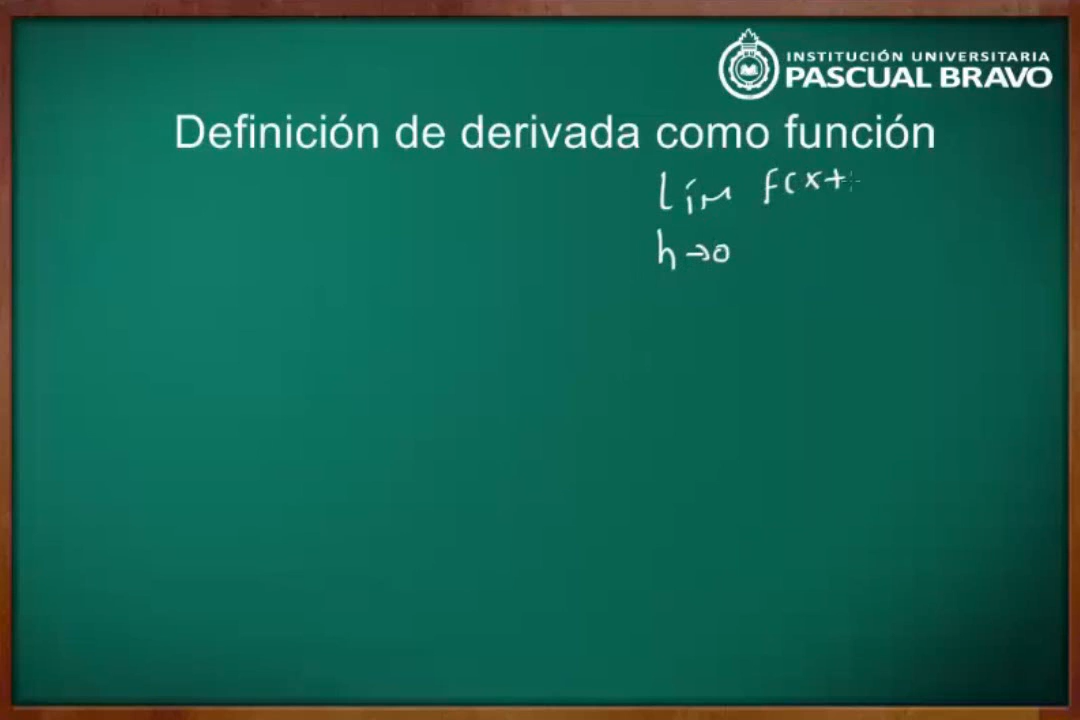 INSTITUCIÓN UNIVERSITARIA
PASCUAL BRAVO
Definición de derivada como función
lím f(x+
h→0